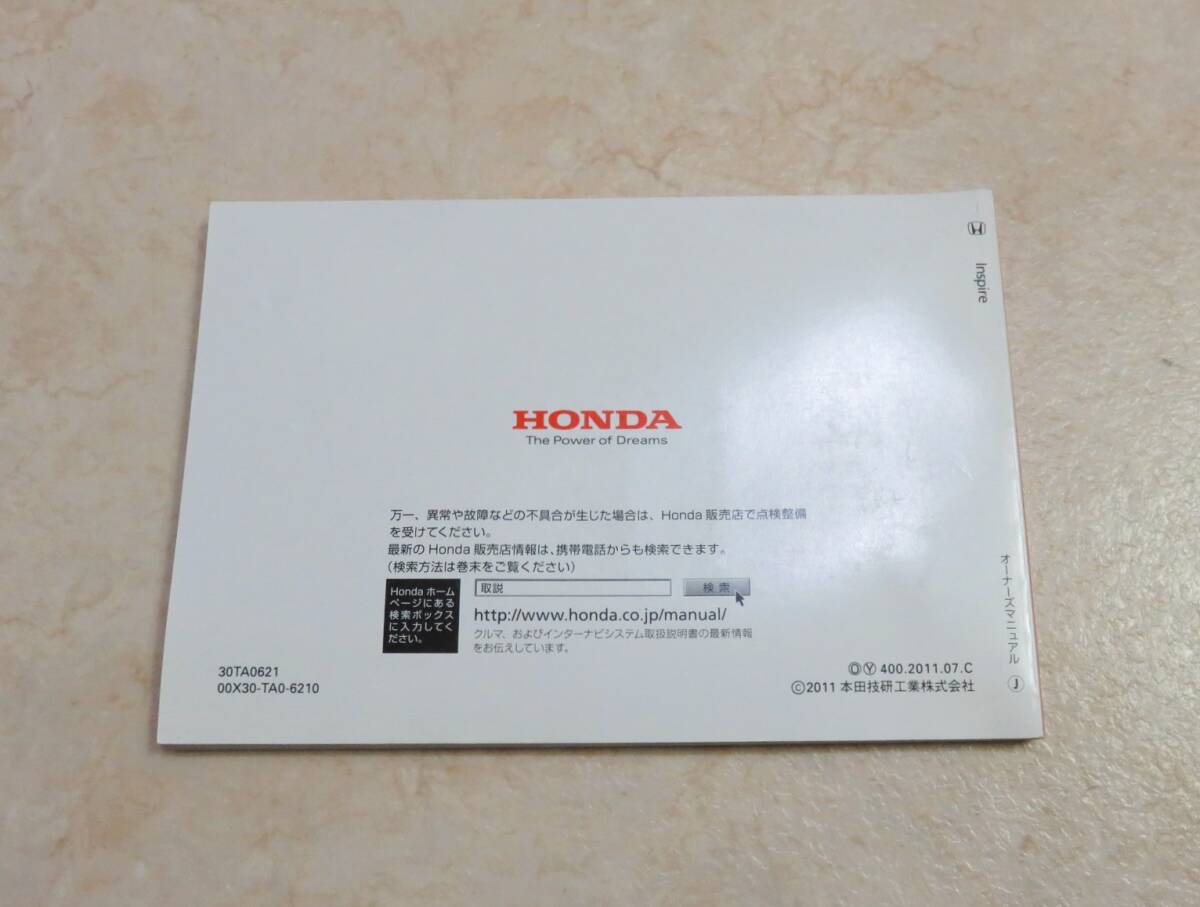 Inspire
HONDA
The Power of Dreams
万一、異常や故障などの不具合が生じた場合は、Honda 販売店で点検整備
を受けてください。
最新の Honda 販売店情報は、携帯電話からも検索できます。
(検索方法は巻末をご覧ください)
Honda ホーム
ページにある
検索ボックス
に入力してく
ださい。
取説
検索
http://www.honda.co.jp/manual/
クルマ、およびインターナビシステム取扱説明書の最新情報
をお伝えしています。
オーナーズマニュアル Ⓙ
30TA0621
00X30-TA0-6210
ⓄⓎ 400.2011.07.C
©2011 本田技研工業株式会社